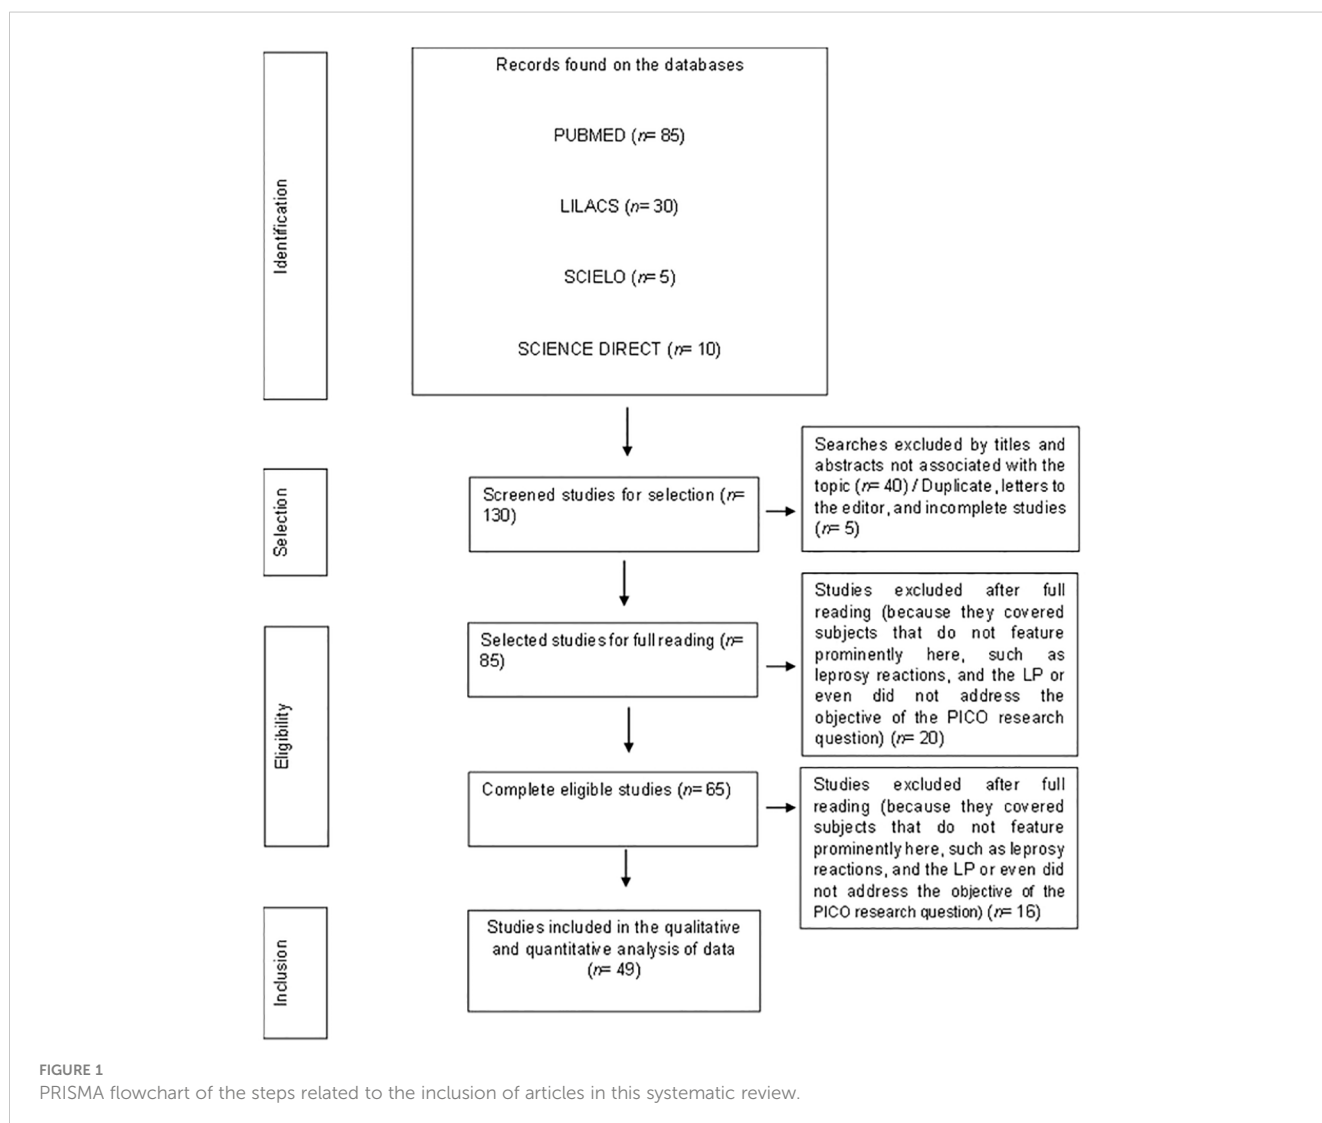 Identification
Records found on the databases
PUBMED (n= 85)
LILACS (n= 30)
SCIELO (n= 5)
SCIENCE DIRECT (n= 10)
Selection
Screened studies for selection (n=
130)
Searches excluded by titles and
abstracts not associated with the
topic (n= 40) / Duplicate, letters to
the editor, and incomplete studies
(n= 5)
Eligibility
Selected studies for full reading (n=
85)
Studies excluded after full
reading (because they covered
subjects that do not feature
prominently here, such as
leprosy reactions, and the LP or
even did not address the
objective of the PICO research
question) (n= 20)
Complete eligible studies (n= 65)
Studies excluded after full
reading (because they covered
subjects that do not feature
prominently here, such as leprosy
reactions, and the LP or even did
not address the objective of the
PICO research question) (n= 16)
Inclusion
Studies included in the qualitative
and quantitative analysis of data
(n= 49)
FIGURE 1
PRISMA flowchart of the steps related to the inclusion of articles in this systematic review.